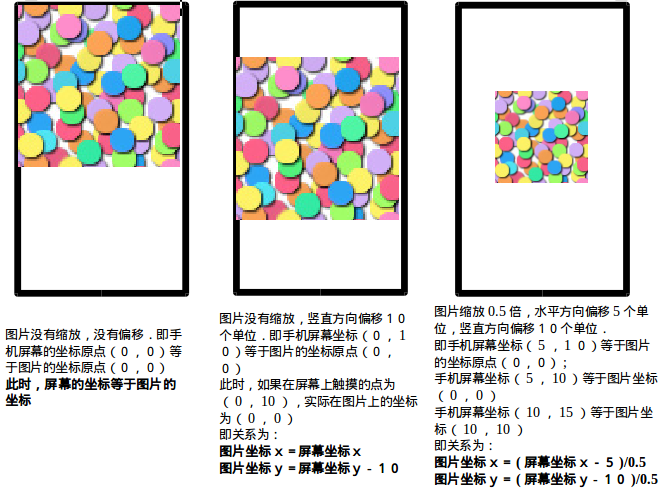 图片没有缩放，没有偏移．即手
机屏幕的坐标原点（０，０）等
于图片的坐标原点（０，０）
此时，屏幕的坐标等于图片的
坐标
图片没有缩放，竖直方向偏移１０
个单位．即手机屏幕坐标（０，１
０）等于图片的坐标原点（０，
０）
此时，如果在屏幕上触摸的点为
（０，10），实际在图片上的坐标
为（０，０）
即关系为：
图片坐标ｘ＝屏幕坐标ｘ
图片坐标ｙ＝屏幕坐标ｙ－１０
图片缩放 0.5 倍，水平方向偏移５个单
位，竖直方向偏移１０个单位．
即手机屏幕坐标（５，１０）等于图片
的坐标原点（０，０）；
手机屏幕坐标（５，10）等于图片坐标
（０，０）
手机屏幕坐标（10，15）等于图片坐
标（10，10）
即关系为：
图片坐标ｘ＝（屏幕坐标ｘ－５)/0.5
图片坐标ｙ＝（屏幕坐标ｙ－１０)/0.5